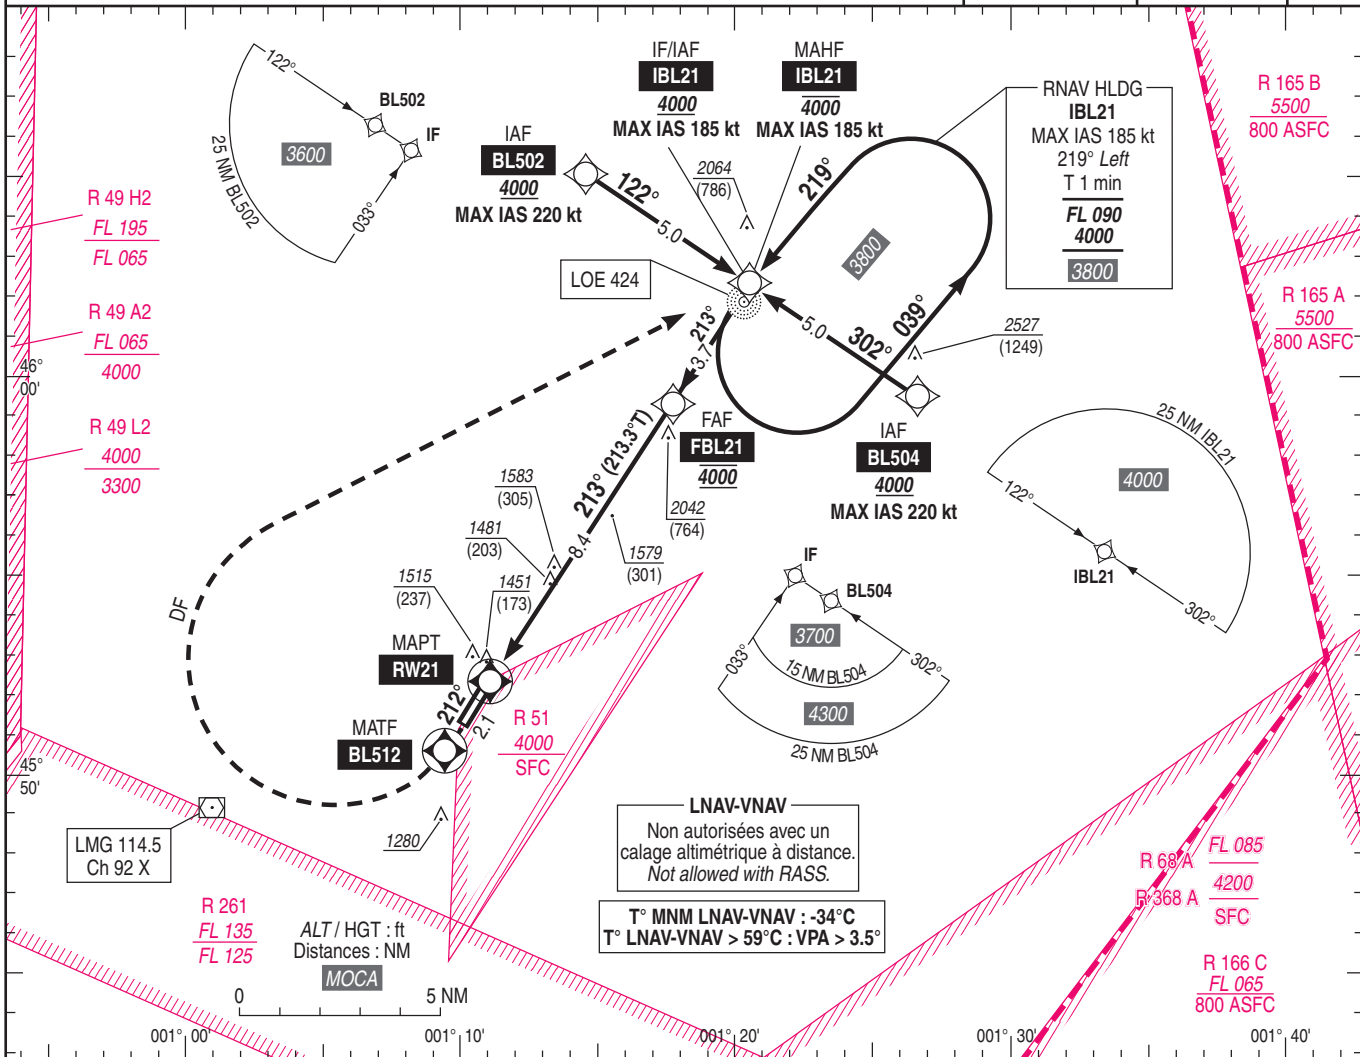 122°
BL502
IF
3600
25 NM BL502
033°
IAF
BL502
4000
MAX IAS 220 kt
122°
5.0
IF/IAF
IBL21
4000
MAX IAS 185 kt
MAHF
IBL21
4000
MAX IAS 185 kt
2064
(786)
219°
3800
RNAV HLDG
IBL21
MAX IAS 185 kt
219° Left
T 1 min
FL 090
4000
3800
R 165 B
5500
800 ASFC
R 165 A
5500
800 ASFC
R 49 H2
FL 195
FL 065
R 49 A2
FL 065
4000
R 49 L2
4000
3300
LOE 424
213°
3.7
5.0
302°
039°
2527
(1249)
46°
00'
FAF
FBL21
4000
IAF
BL504
4000
MAX IAS 220 kt
213° (213.3°T)
8.4
2042
(764)
1583
(305)
1481
(203)
1579
(301)
1515
(237)
1451
(173)
25 NM IBL21
4000
122°
IBL21
302°
IF
BL504
3700
033°
302°
15 NM BL504
4300
25 NM BL504
DF
MAPT
RW21
212°
2.1
MATF
BL512
R 51
4000
SFC
45°
50'
1280
LMG 114.5
Ch 92 X
LNAV-VNAV
Non autorisées avec un
calage altimétrique à distance.
Not allowed with RASS.
T° MNM LNAV-VNAV : -34°C
T° LNAV-VNAV > 59°C : VPA > 3.5°
R 68 A
R 368 A
FL 085
4200
SFC
R 166 C
FL 065
800 ASFC
R 261
FL 135
FL 125
ALT / HGT : ft
Distances : NM
MOCA
0 5 NM
001° 00' 001° 10' 001° 20' 001° 30' 001° 40'